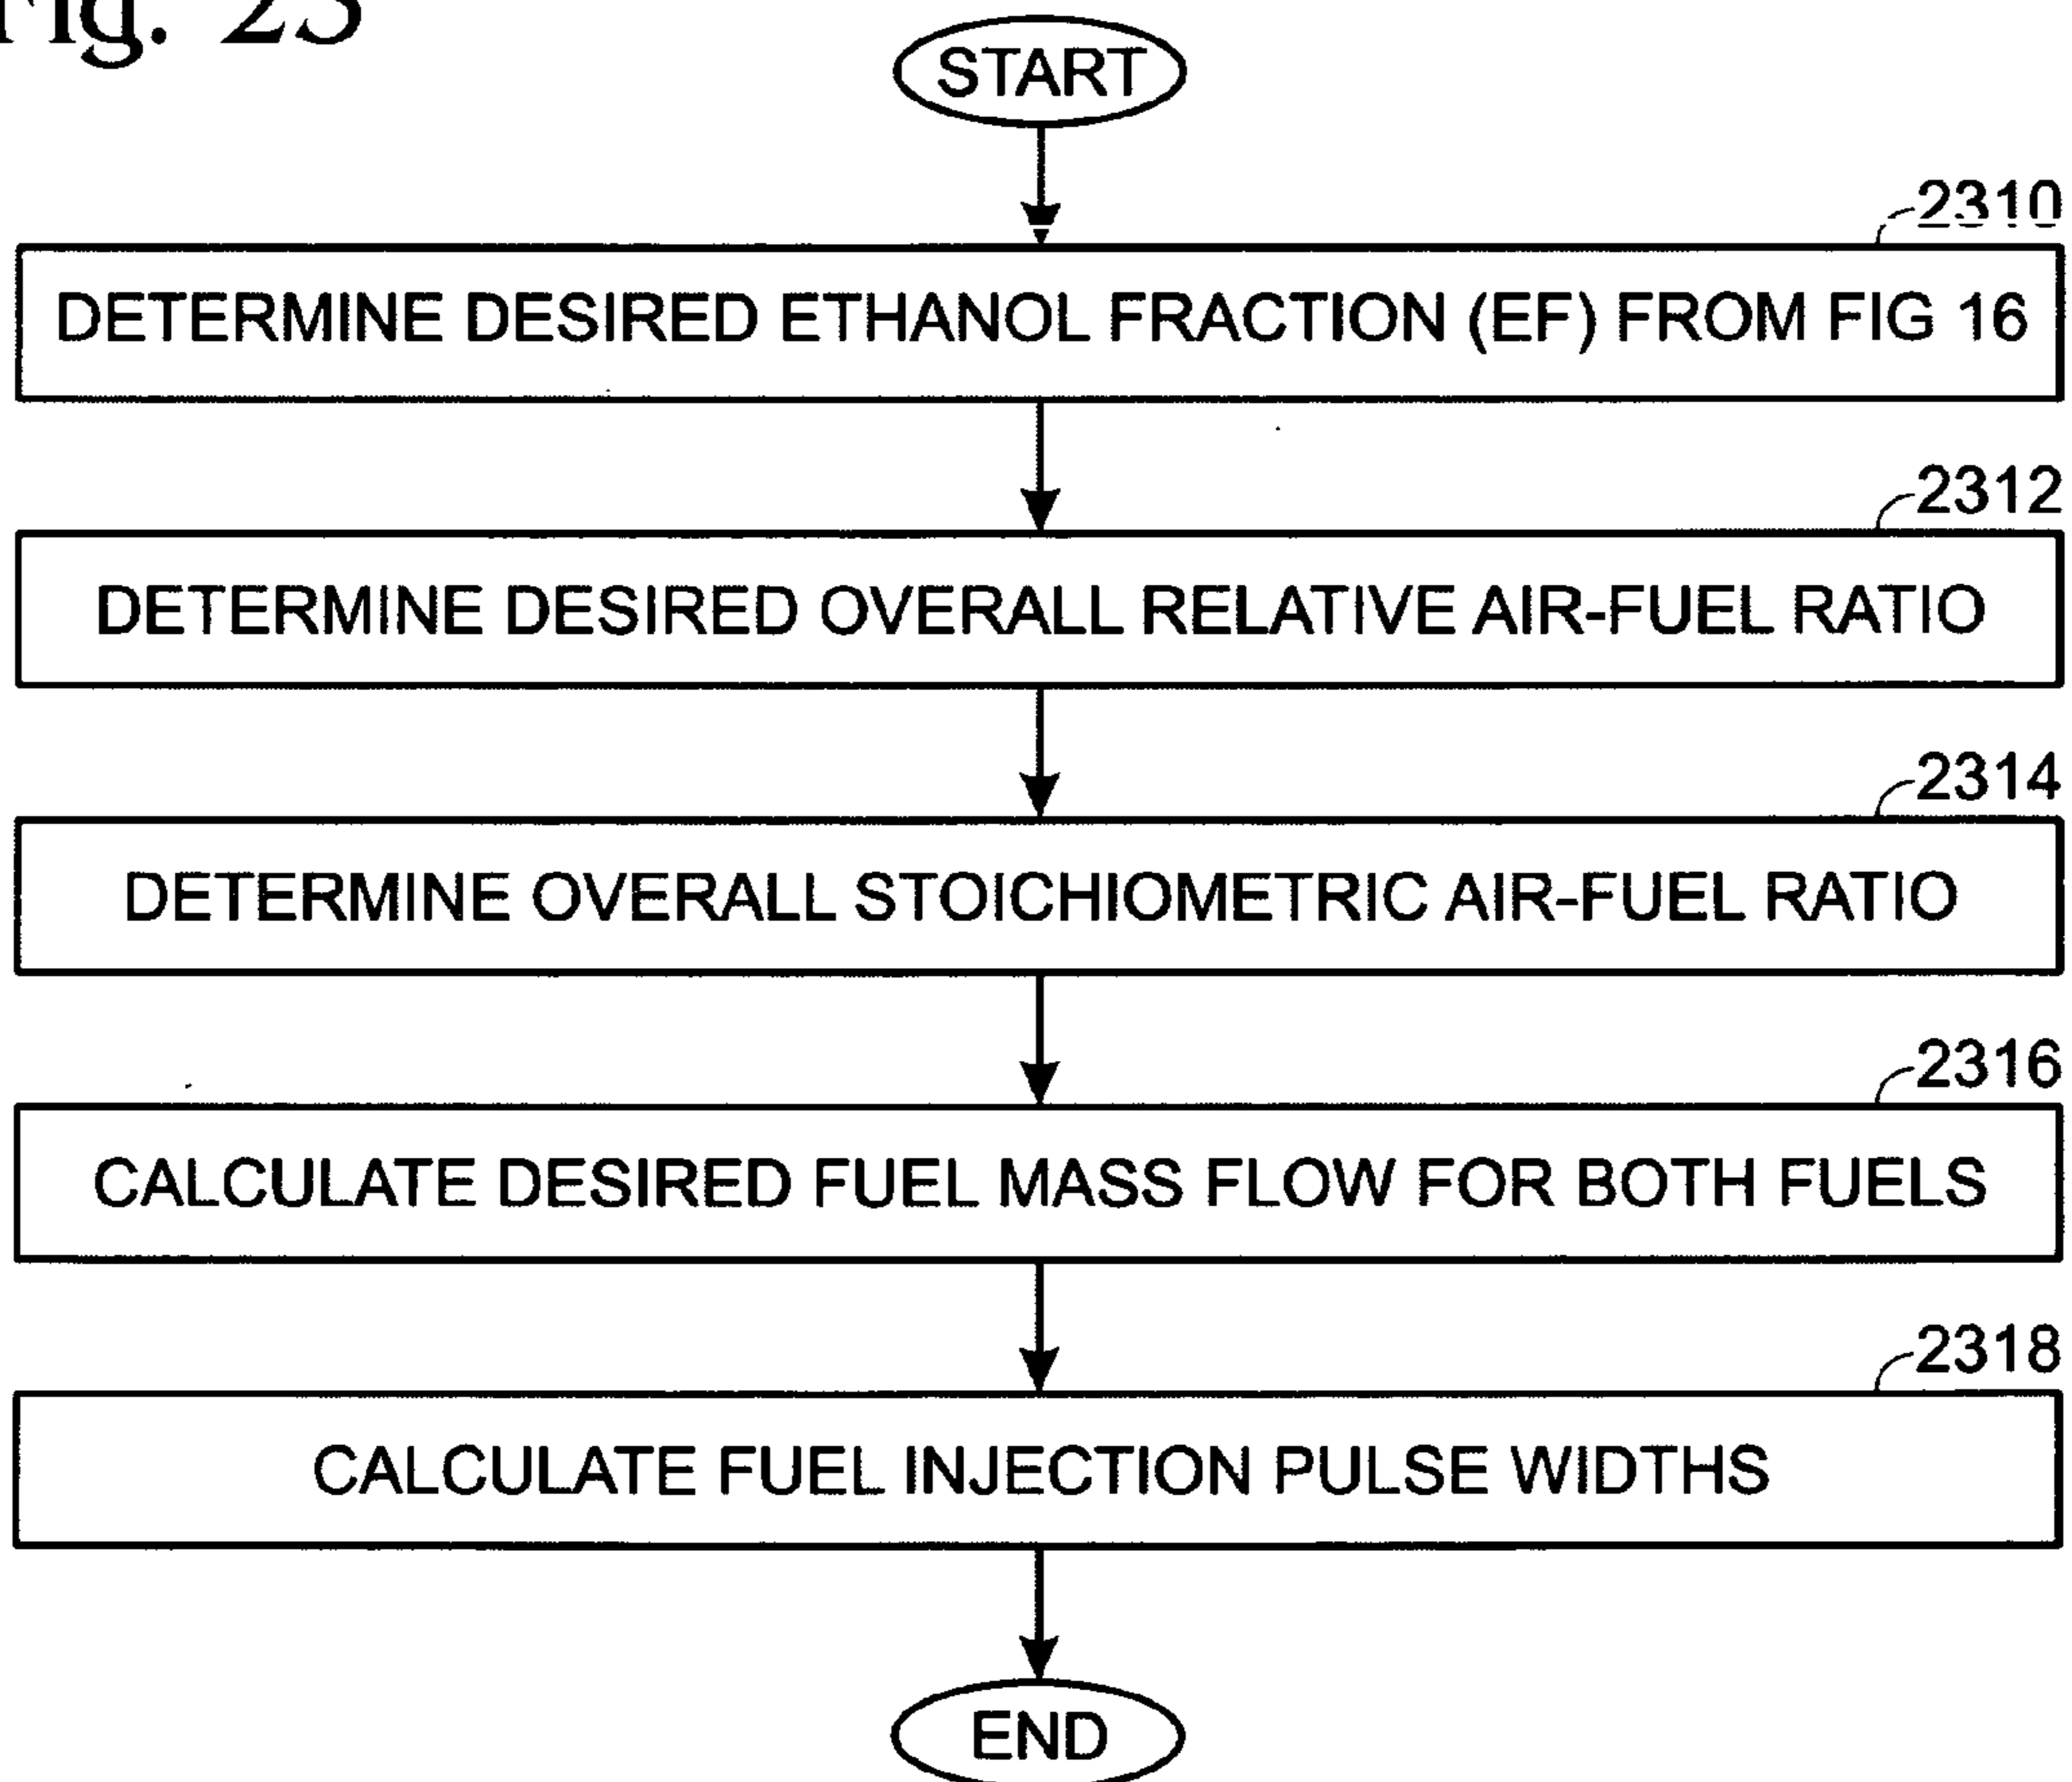 Fig. 23
START
2310
DETERMINE DESIRED ETHANOL FRACTION (EF) FROM FIG 16
2312
DETERMINE DESIRED OVERALL RELATIVE AIR-FUEL RATIO
2314
DETERMINE OVERALL STOICHIOMETRIC AIR-FUEL RATIO
2316
CALCULATE DESIRED FUEL MASS FLOW FOR BOTH FUELS
2318
CALCULATE FUEL INJECTION PULSE WIDTHS
END